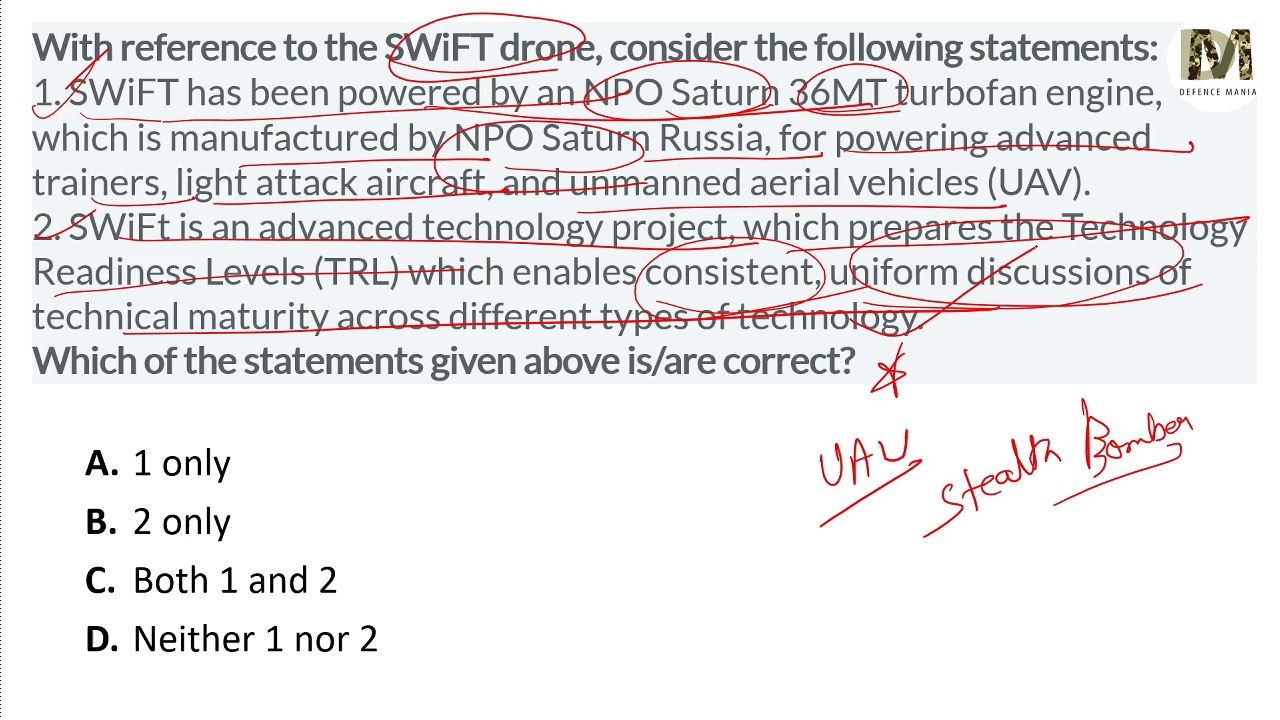 With reference to the SWiFT drone, consider the following statements:
1. SWiFT has been powered by an NPO Saturn 36MT turbofan engine,
which is manufactured by NPO Saturn Russia, for powering advanced
trainers, light attack aircraft, and unmanned aerial vehicles (UAV).
2. SWiFt is an advanced technology project, which prepares the Technology
Readiness Levels (TRL) which enables consistent, uniform discussions of
technical maturity across different types of technology.
Which of the statements given above is/are correct?
DM
DEFENCE MANIA
A. 1 only
B. 2 only
C. Both 1 and 2
D. Neither 1 nor 2
UAV
Stealth Bomber